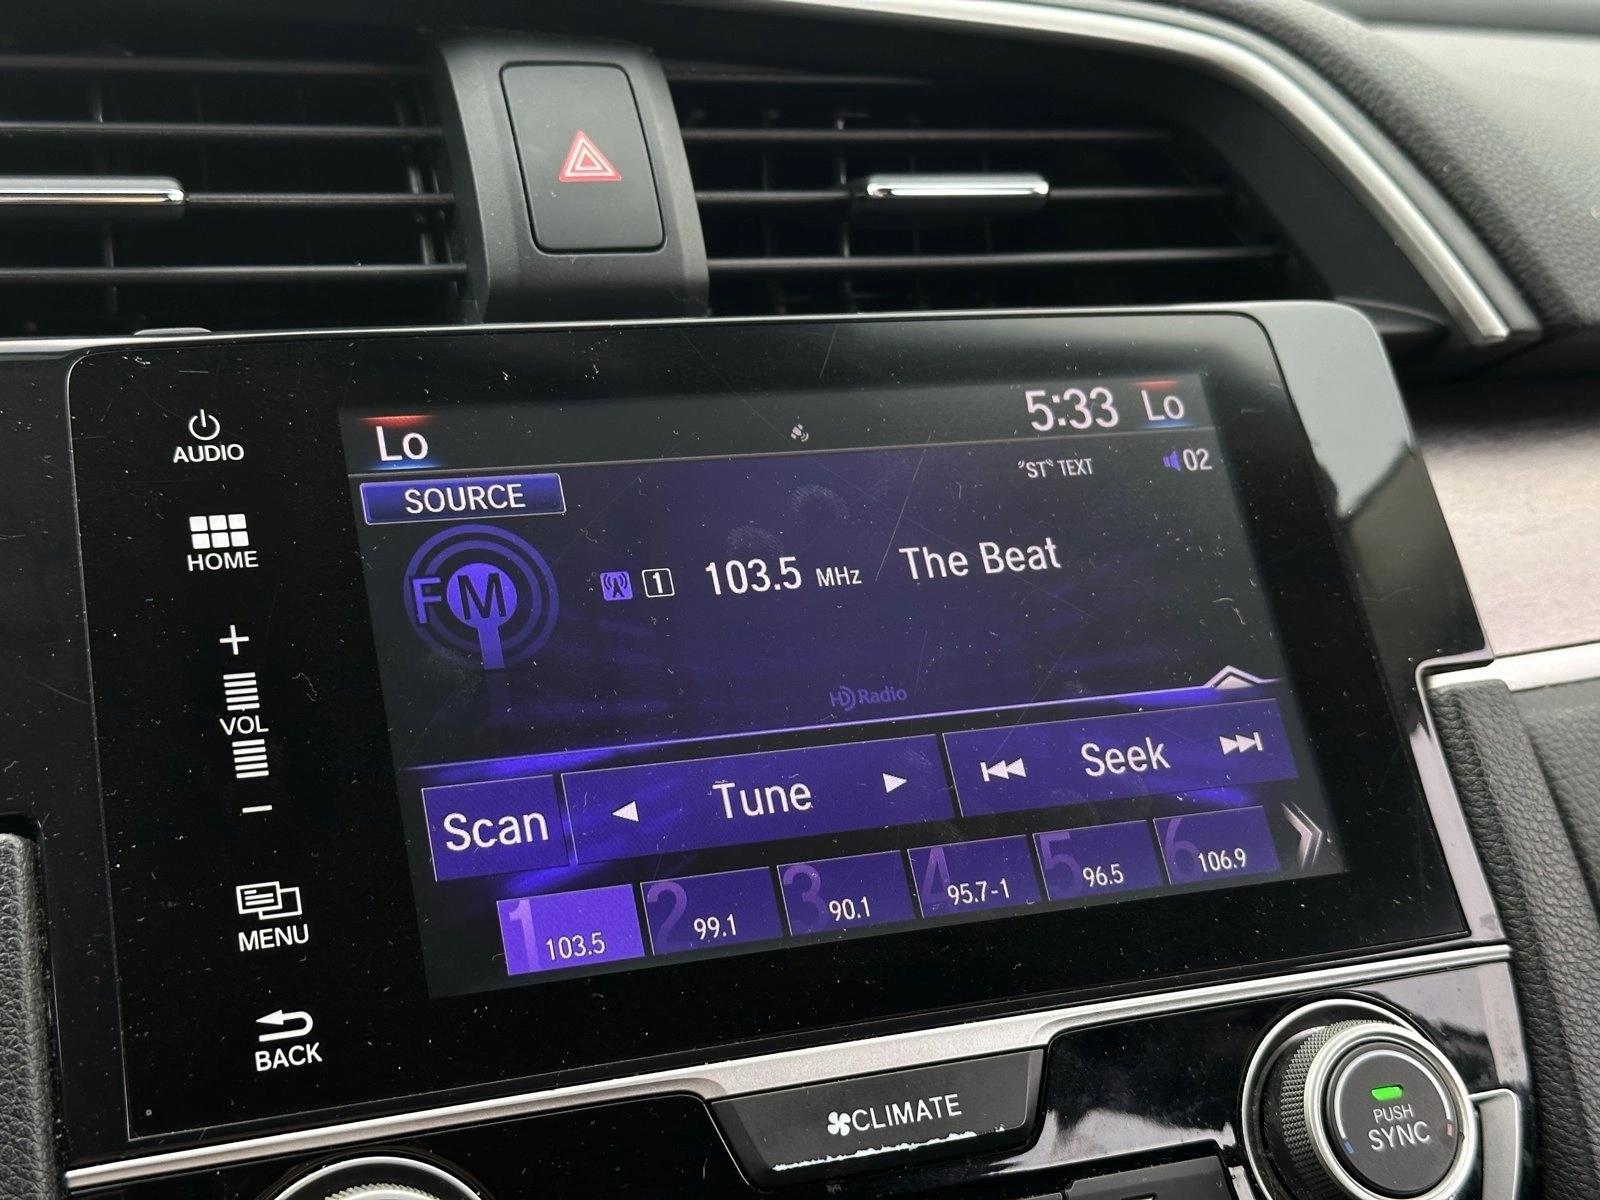 AUDIO
HOME
+
VOL
−
MENU
BACK
Lo
5:33
Lo
"ST" TEXT
02
SOURCE
FM
1
103.5 MHz
The Beat
HD Radio
Scan
Tune
Seek
1 103.5
2 99.1
3 90.1
4 95.7-1
5 96.5
6 106.9
CLIMATE
PUSH
SYNC